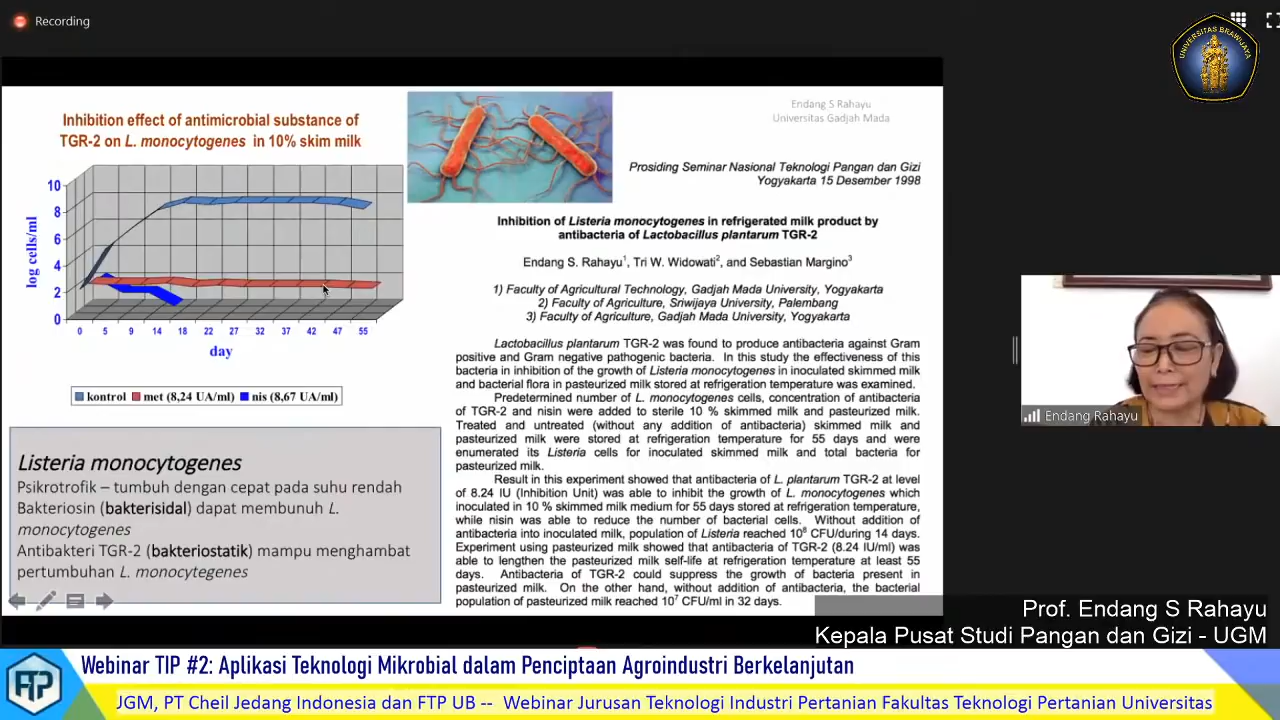 Recording
UNIVERSITAS BRAWIJAYA
Inhibition effect of antimicrobial substance of
TGR-2 on L. monocytogenes in 10% skim milk
log cells/ml
10
8
6
4
2
0
0 5 9 14 18 22 27 32 37 42 47 55
day
kontrol met (8,24 UA/ml) nis (8,67 UA/ml)
Listeria monocytogenes
Psikrotrofik – tumbuh dengan cepat pada suhu rendah
Bakteriosin (bakterisidal) dapat membunuh L.
monocytogenes
Antibakteri TGR-2 (bakteriostatik) mampu menghambat
pertumbuhan L. monocytegenes
Endang S Rahayu
Universitas Gadjah Mada
Prosiding Seminar Nasional Teknologi Pangan dan Gizi
Yogyakarta 15 Desember 1998
Inhibition of Listeria monocytogenes in refrigerated milk product by
antibacteria of Lactobacillus plantarum TGR-2
Endang S. Rahayu¹, Tri W. Widowati², and Sebastian Margino³
1) Faculty of Agricultural Technology, Gadjah Mada University, Yogyakarta
2) Faculty of Agriculture, Sriwijaya University, Palembang
3) Faculty of Agriculture, Gadjah Mada University, Yogyakarta
Lactobacillus plantarum TGR-2 was found to produce antibacteria against Gram
positive and Gram negative pathogenic bacteria. In this study the effectiveness of this
bacteria in inhibition of the growth of Listeria monocytogenes in inoculated skimmed milk
and bacterial flora in pasteurized milk stored at refrigeration temperature was examined.
Predetermined number of L. monocytogenes cells, concentration of antibacteria
of TGR-2 and nisin were added to sterile 10 % skimmed milk and pasteurized milk.
Treated and untreated (without any addition of antibacteria) skimmed milk and
pasteurized milk were stored at refrigeration temperature for 55 days and were
enumerated its Listeria cells for inoculated skimmed milk and total bacteria for
pasteurized milk.
Result in this experiment showed that antibacteria of L. plantarum TGR-2 at level
of 8.24 IU (Inhibition Unit) was able to inhibit the growth of L. monocytogenes which
inoculated in 10 % skimmed milk medium for 55 days stored at refrigeration temperature,
while nisin was able to reduce the number of bacterial cells. Without addition of
antibacteria into inoculated milk, population of Listeria reached 10⁸ CFU/during 14 days.
Experiment using pasteurized milk showed that antibacteria of TGR-2 (8.24 IU/ml) was
able to lengthen the pasteurized milk self-life at refrigeration temperature at least 55
days. Antibacteria of TGR-2 could suppress the growth of bacteria present in
pasteurized milk. On the other hand, without addition of antibacteria, the bacterial
population of pasteurized milk reached 10⁷ CFU/ml in 32 days.
Endang Rahayu
Prof. Endang S Rahayu
Kepala Pusat Studi Pangan dan Gizi - UGM
FTP
Webinar TIP #2: Aplikasi Teknologi Mikrobial dalam Penciptaan Agroindustri Berkelanjutan
UGM, PT Cheil Jedang Indonesia dan FTP UB -- Webinar Jurusan Teknologi Industri Pertanian Fakultas Teknologi Pertanian Universitas